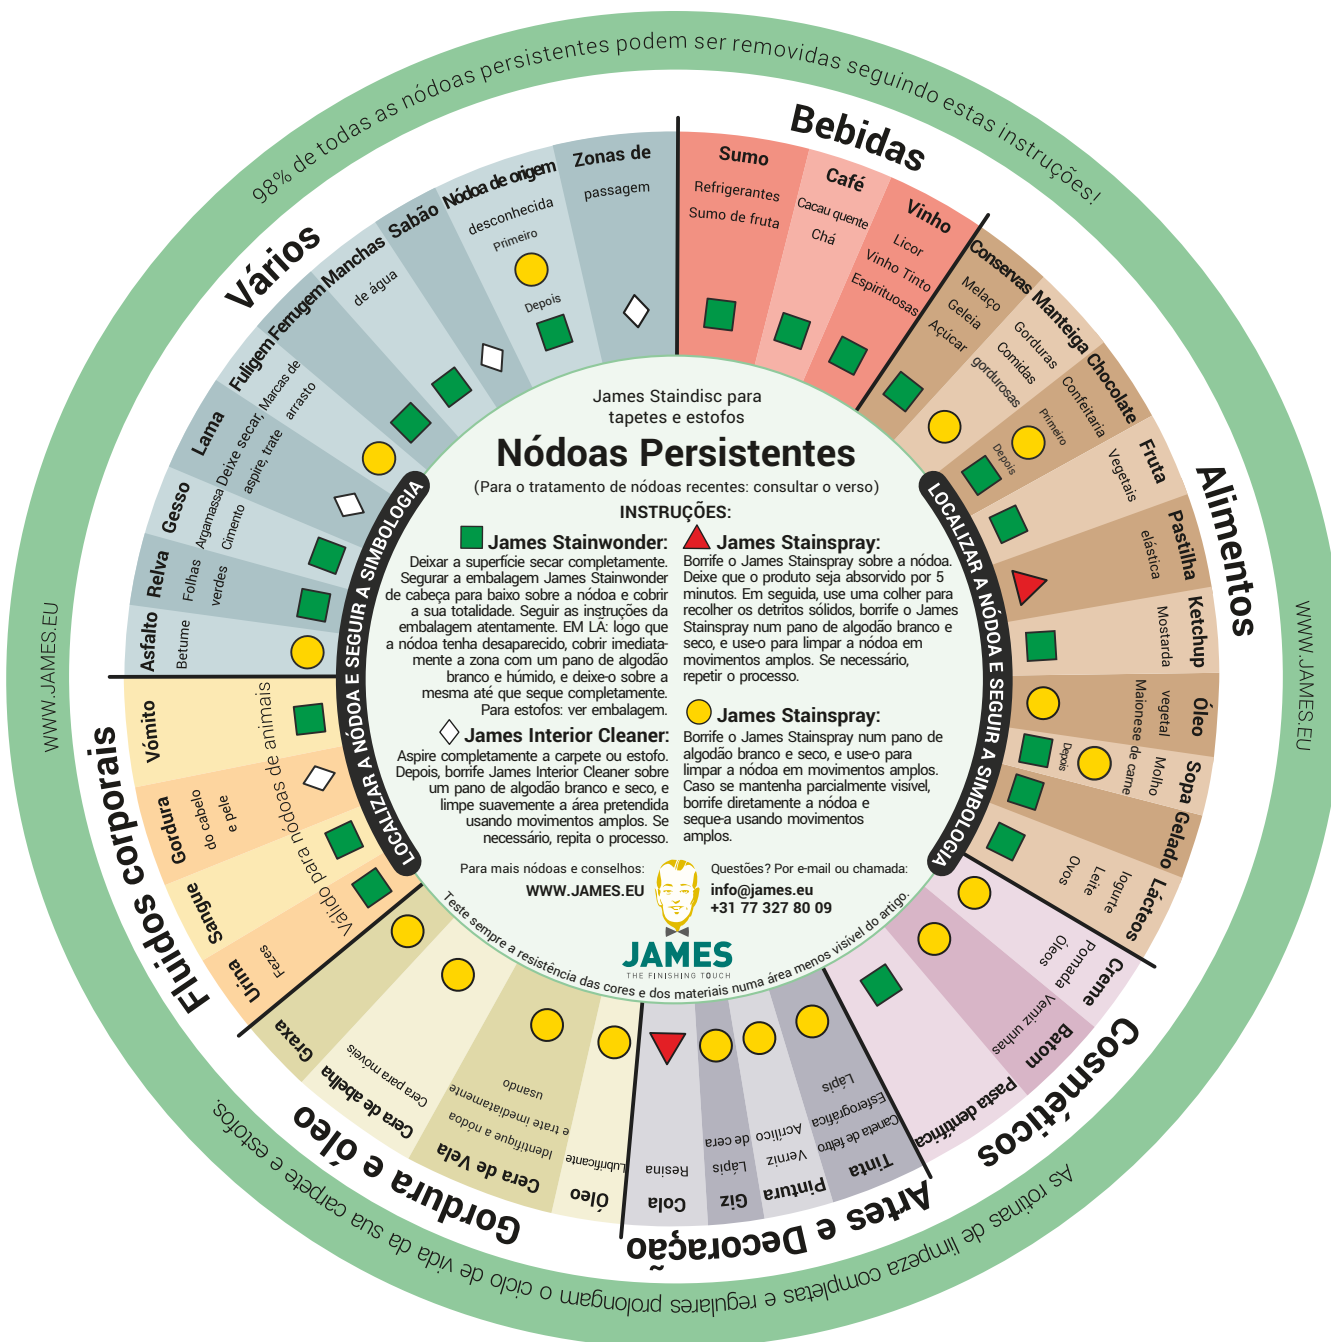 98% de todas as nódoas persistentes podem ser removidas seguindo estas instruções!
WWW.JAMES.EU
As rotinas de limpeza completas e regulares prolongam o ciclo de vida da sua carpete e estofos.
WWW.JAMES.EU
Bebidas
Sumo
Refrigerantes
Sumo de fruta
Café
Cacau quente
Chá
Vinho
Licor
Vinho Tinto
Espirituosas
Alimentos
Conservas
Melaço
Geleia
Açúcar
Manteiga
Gorduras
Comidas
gordurosas
Chocolate
Confeitaria
Primeiro
Depois
Fruta
Vegetais
Pastilha
elástica
Ketchup
Mostarda
Óleo
vegetal
Maionese
Sopa
Molho
de carne
Depois
Gelado
Lácteos
Iogurte
Leite
Ovos
Cosméticos
Creme
Pomada
Óleos
Batom
Verniz unhas
Pasta dentífrica
Artes e Decoração
Tinta
Caneta de feltro
Esferográfica
Lápis
Pintura
Verniz
Acrílico
Giz
Lápis
de cera
Cola
Resina
Gordura e óleo
Óleo
Lubrificante
Cera de Vela
Identifique a nódoa
e trate imediatamente
usando
Cera de abelha
Cera para móveis
Graxa
Fluidos corporais
Urina
Fezes
Sangue
Gordura
do cabelo
e pele
Vómito
Válido para nódoas de animais
Vários
Asfalto
Betume
Relva
Folhas
verdes
Gesso
Argamassa
Cimento
Lama
Deixe secar,
aspire, trate
Fuligem
Marcas de
arrasto
Ferrugem
Manchas
de água
Sabão
Nódoa de origem
desconhecida
Primeiro
Depois
Zonas de
passagem
LOCALIZAR A NÓDOA E SEGUIR A SIMBOLOGIA
LOCALIZAR A NÓDOA E SEGUIR A SIMBOLOGIA
James Staindisc para
tapetes e estofos
Nódoas Persistentes
(Para o tratamento de nódoas recentes: consultar o verso)
INSTRUÇÕES:
James Stainwonder:
Deixar a superfície secar completamente.
Segurar a embalagem James Stainwonder
de cabeça para baixo sobre a nódoa e cobrir
a sua totalidade. Seguir as instruções da
embalagem atentamente. EM LÃ: logo que
a nódoa tenha desaparecido, cobrir imediata-
mente a zona com um pano de algodão
branco e húmido, e deixe-o sobre a
mesma até que seque completamente.
Para estofos: ver embalagem.
James Interior Cleaner:
Aspire completamente a carpete ou estofo.
Depois, borrife James Interior Cleaner sobre
um pano de algodão branco e seco, e
limpe suavemente a área pretendida
usando movimentos amplos. Se
necessário, repita o processo.
James Stainspray:
Borrife o James Stainspray sobre a nódoa.
Deixe que o produto seja absorvido por 5
minutos. Em seguida, use uma colher para
recolher os detritos sólidos, borrife o James
Stainspray num pano de algodão branco e
seco, e use-o para limpar a nódoa em
movimentos amplos. Se necessário,
repetir o processo.
James Stainspray:
Borrife o James Stainspray num pano de
algodão branco e seco, e use-o para
limpar a nódoa em movimentos amplos.
Caso se mantenha parcialmente visível,
borrife diretamente a nódoa e
seque-a usando movimentos
amplos.
Para mais nódoas e conselhos:
WWW.JAMES.EU
Questões? Por e-mail ou chamada:
info@james.eu
+31 77 327 80 09
JAMES
THE FINISHING TOUCH
Teste sempre a resistência das cores e dos materiais numa área menos visível do artigo.